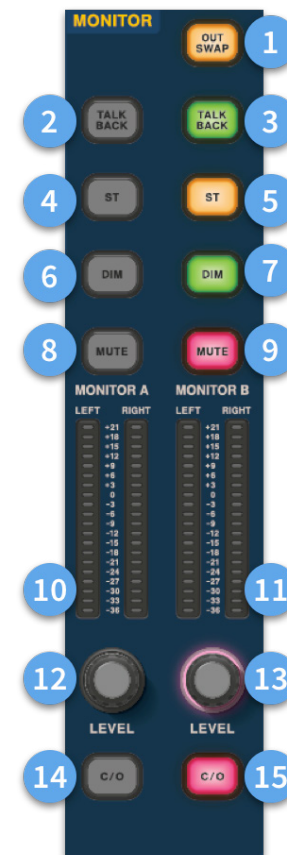 MONITOR
OUT
SWAP
1
2
TALK
BACK
TALK
BACK
3
4
ST
ST
5
6
DIM
DIM
7
8
MUTE
MUTE
9
MONITOR A
MONITOR B
LEFT RIGHT
LEFT RIGHT
+21 +21
+18 +18
+15 +15
+12 +12
+9 +9
+6 +6
+3 +3
0 0
-3 -3
-6 -6
-9 -9
-12 -12
-15 -15
-18 -18
-21 -21
-24 -24
-27 -27
-30 -30
-33 -33
-36 -36
10
11
12
13
LEVEL
LEVEL
14
C/O
C/O
15